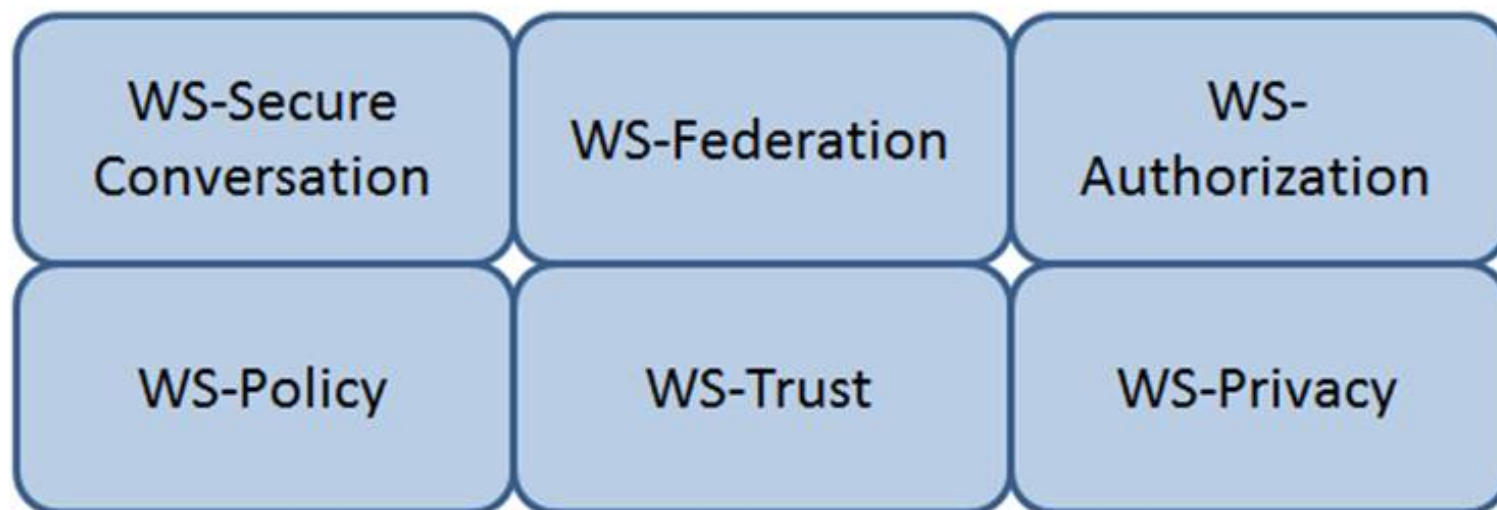 WS-Secure
Conversation
WS-Federation
WS-
Authorization
WS-Policy
WS-Trust
WS-Privacy